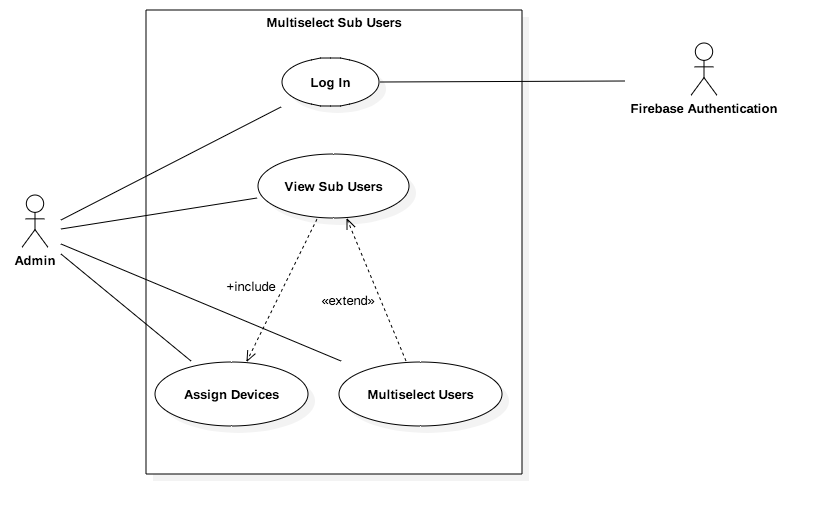 Multiselect Sub Users
Log In
Firebase Authentication
View Sub Users
Admin
+include
«extend»
Assign Devices
Multiselect Users